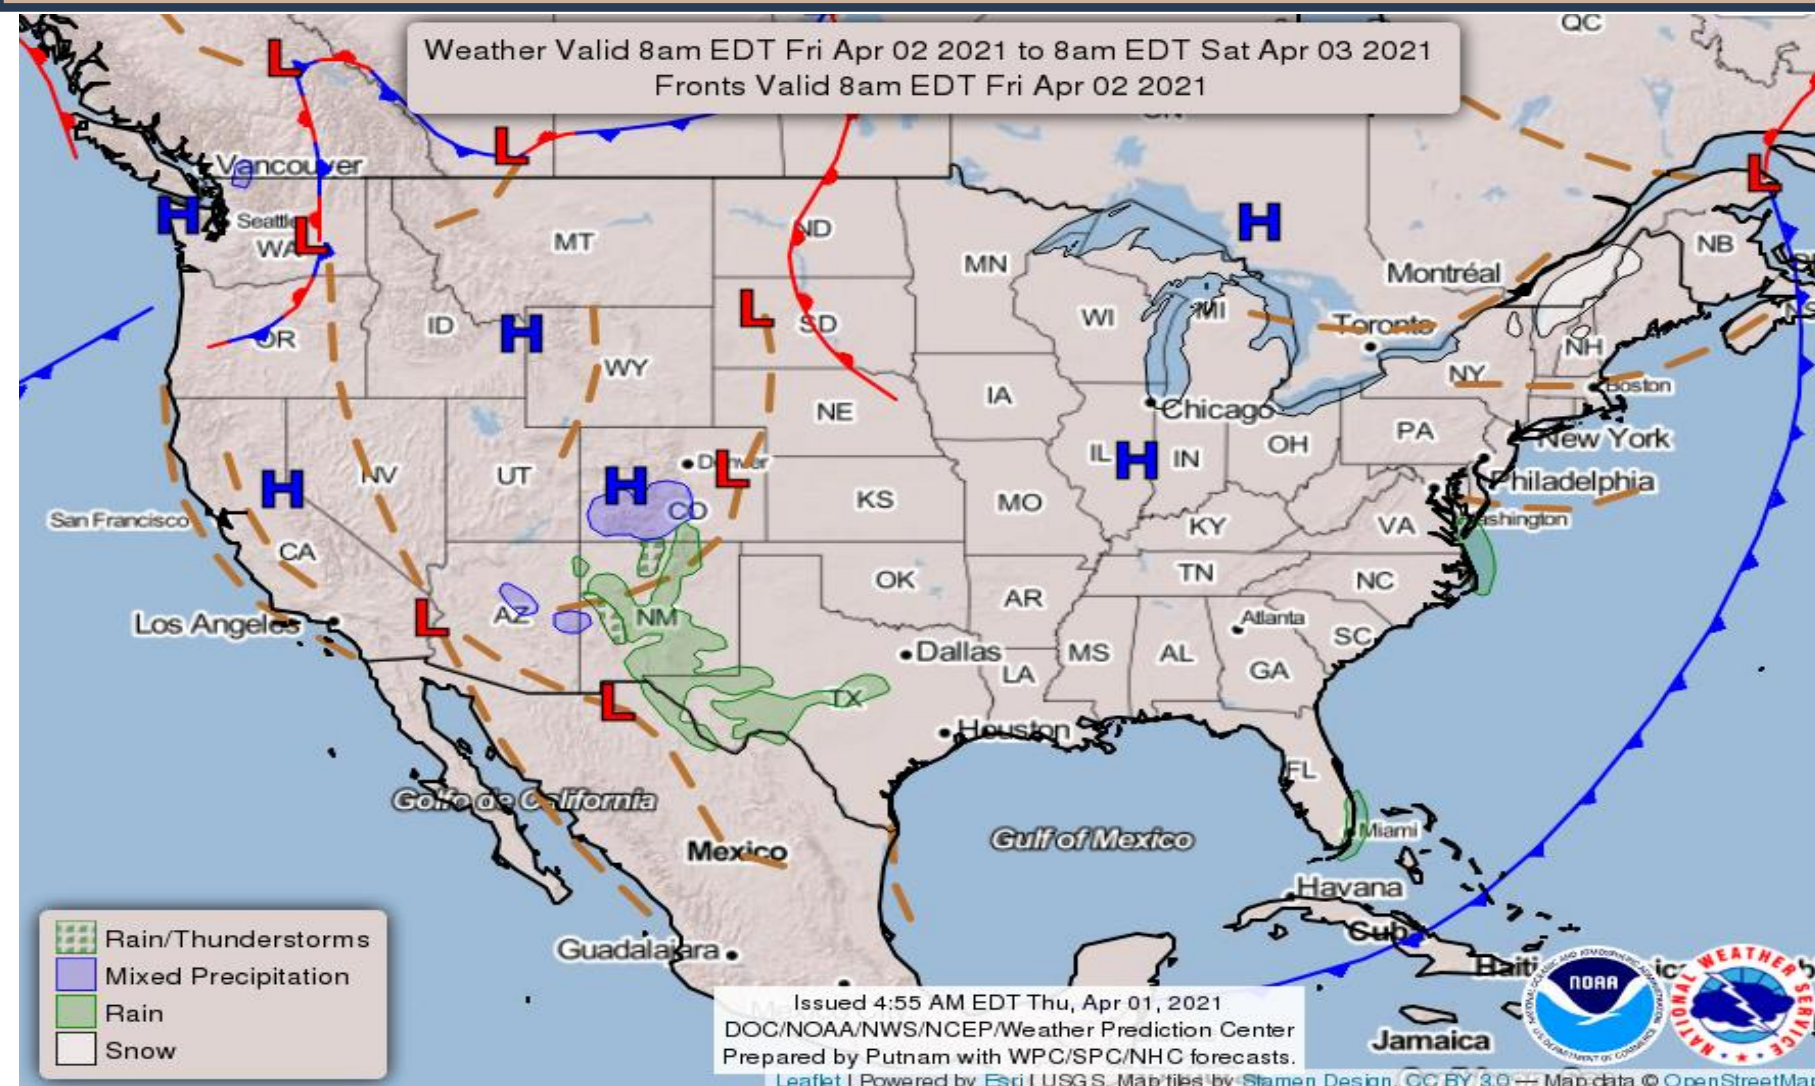 Weather Valid 8am EDT Fri Apr 02 2021 to 8am EDT Sat Apr 03 2021
Fronts Valid 8am EDT Fri Apr 02 2021
QC
L
L
Vancouver
L
H
Seattle
WA
L
H
MT
ND
MN
NB
Montréal
L
SD
WI
MI
Toronto
NS
OR
ID
H
WY
NH
NY
Boston
NE
IA
Chicago
PA
New York
OH
H
NV
UT
H
Denver
L
IL
H
IN
Philadelphia
CO
KS
MO
KY
VA
Washington
San Francisco
CA
OK
TN
NC
Los Angeles
L
AZ
NM
AR
Atlanta
SC
Dallas
MS
AL
GA
LA
L
TX
Houston
FL
Golfo de California
Gulf of Mexico
Miami
Mexico
Havana
Cuba
Guadalajara
Haiti
Jamaica
Rain/Thunderstorms
Mixed Precipitation
Rain
Snow
Issued 4:55 AM EDT Thu, Apr 01, 2021
DOC/NOAA/NWS/NCEP/Weather Prediction Center
Prepared by Putnam with WPC/SPC/NHC forecasts.
NOAA
NATIONAL WEATHER SERVICE
Leaflet | Powered by Esri | USGS, Map tiles by Stamen Design, CC BY 3.0 — Map data © OpenStreetMap